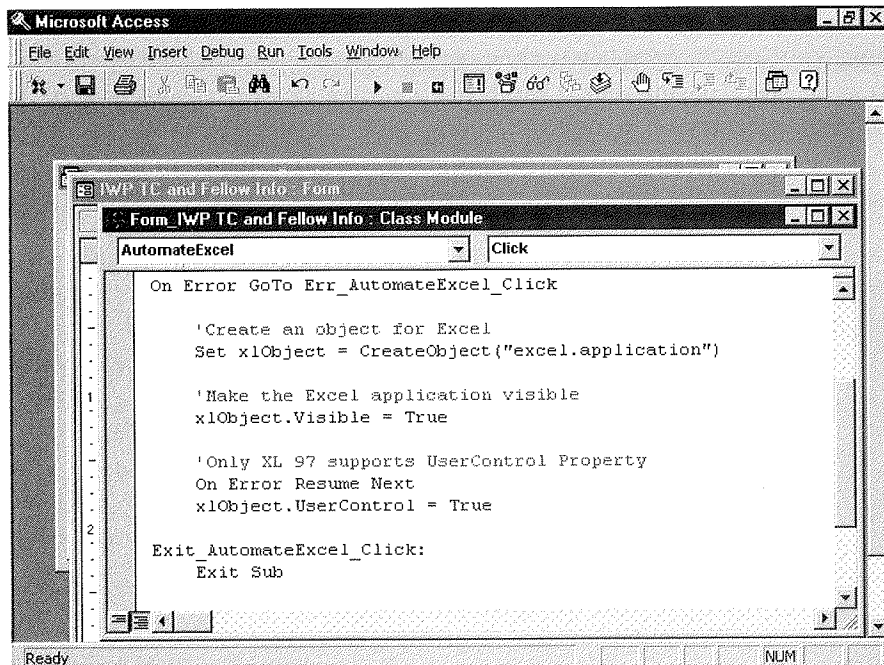 Microsoft Access
File Edit View Insert Debug Run Tools Window Help
IWP TC and Fellow Info : Form
Form_IWP TC and Fellow Info : Class Module
AutomateExcel
Click
On Error GoTo Err_AutomateExcel_Click
'Create an object for Excel
Set xlObject = CreateObject("excel.application")
'Make the Excel application visible
1
xlObject.Visible = True
'Only XL 97 supports UserControl Property
On Error Resume Next
xlObject.UserControl = True
2
Exit_AutomateExcel_Click:
Exit Sub
Ready
NUM